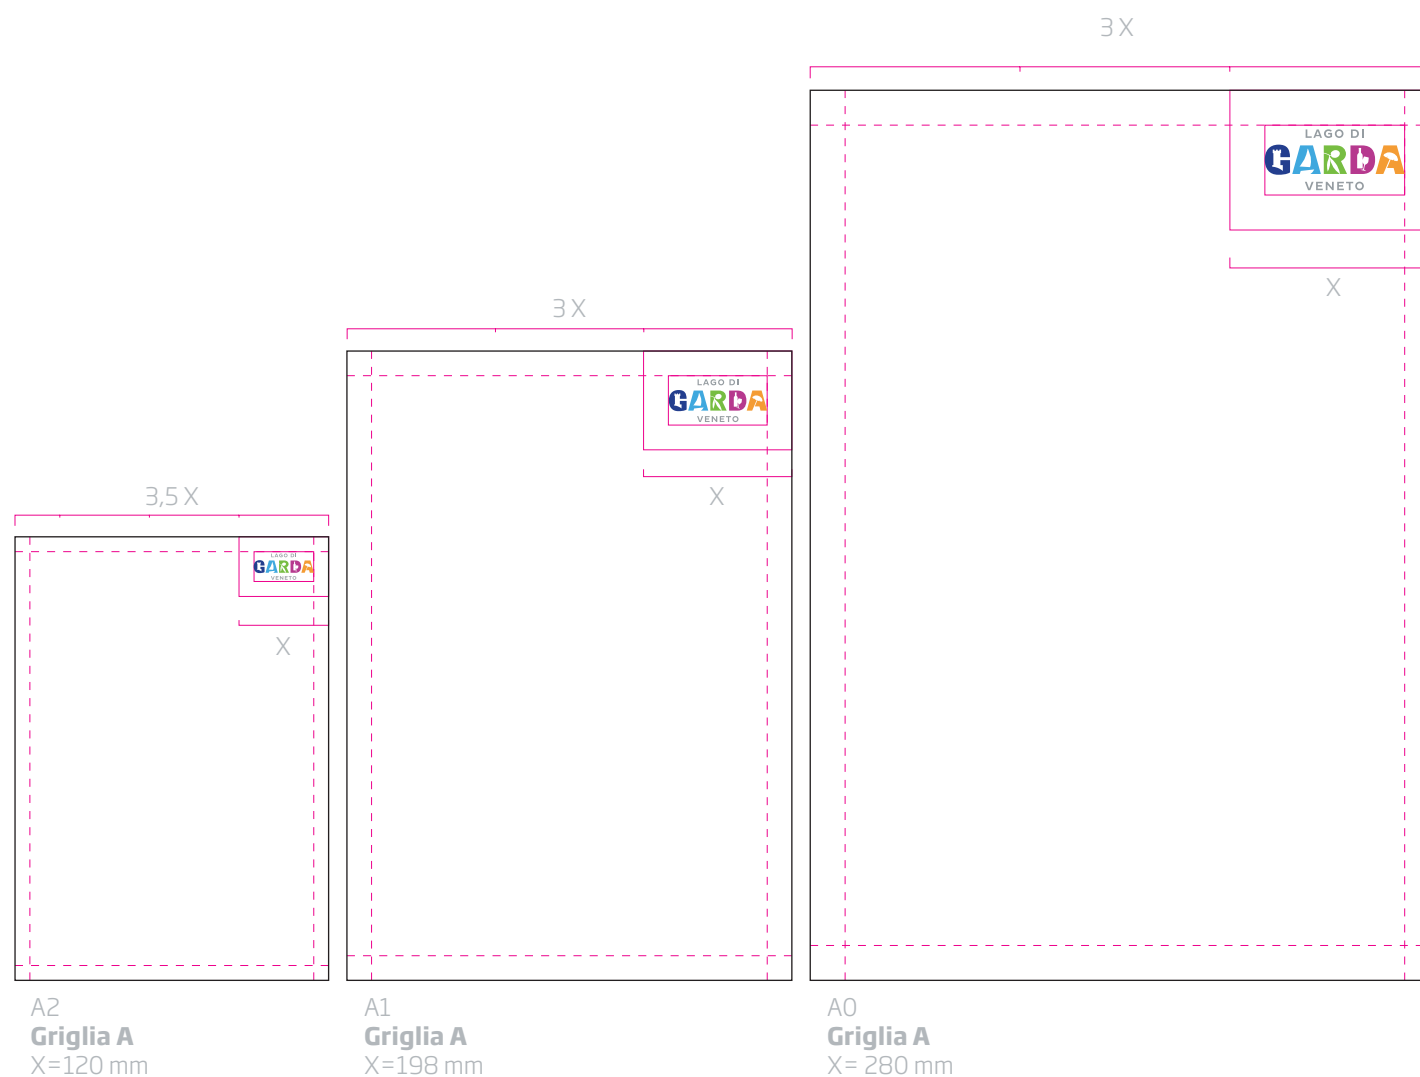 3 X
LAGO DI
GARDA
VENETO
X
3 X
LAGO DI
GARDA
VENETO
X
3,5 X
LAGO DI
GARDA
VENETO
X
A2
Griglia A
X=120 mm
A1
Griglia A
X=198 mm
A0
Griglia A
X= 280 mm